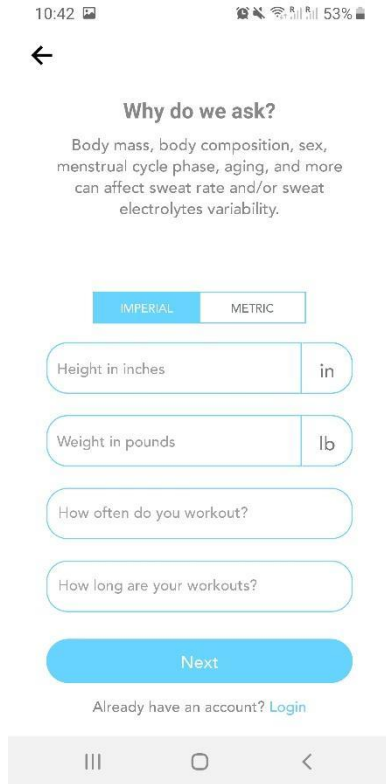 10:42 53%
Why do we ask?
Body mass, body composition, sex,
menstrual cycle phase, aging, and more
can affect sweat rate and/or sweat
electrolytes variability.
IMPERIAL METRIC
Height in inches in
Weight in pounds lb
How often do you workout?
How long are your workouts?
Next
Already have an account? Login